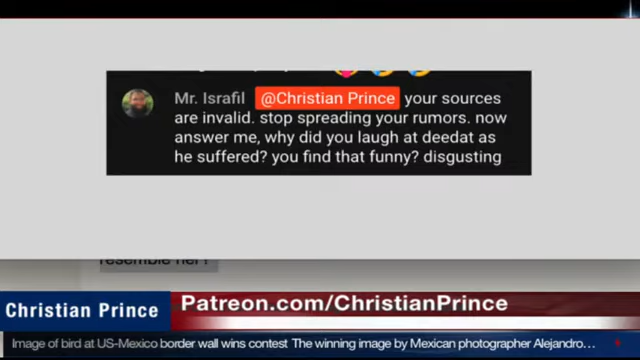 Mr. Israfil @Christian Prince your sources
are invalid. stop spreading your rumors. now
answer me, why did you laugh at deedat as
he suffered? you find that funny? disgusting
resemble her?
Patreon.com/ChristianPrince
Christian Prince
Image of bird at US-Mexico border wall wins contest The winning image by Mexican photographer Alejandro...